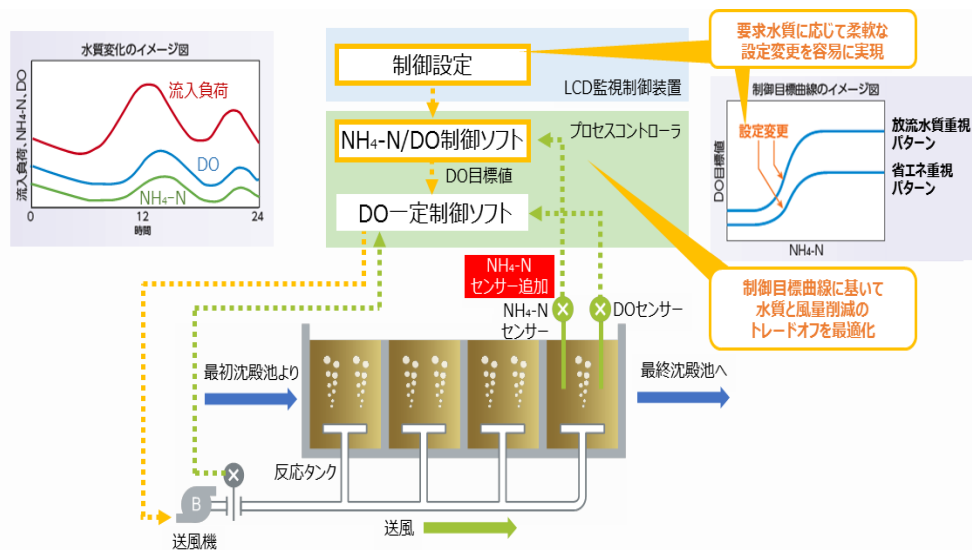 水質変化のイメージ図
流入負荷、NH₄-N、DO
流入負荷
DO
NH₄-N
0
12
24
時間
制御設定
LCD監視制御装置
NH₄-N/DO制御ソフト
プロセスコントローラ
DO目標値
DO一定制御ソフト
要求水質に応じて柔軟な
設定変更を容易に実現
制御目標曲線のイメージ図
DO目標値
設定変更
NH₄-N
放流水質重視
パターン
省エネ重視
パターン
制御目標曲線に基いて
水質と風量削減の
トレードオフを最適化
NH₄-N
センサー追加
NH₄-N
センサー
DOセンサー
最初沈殿池より
最終沈殿池へ
反応タンク
B
送風機
送風